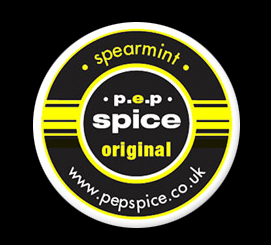 • spearmint •
• p.e.p
spice
original
www.pepspice.co.uk